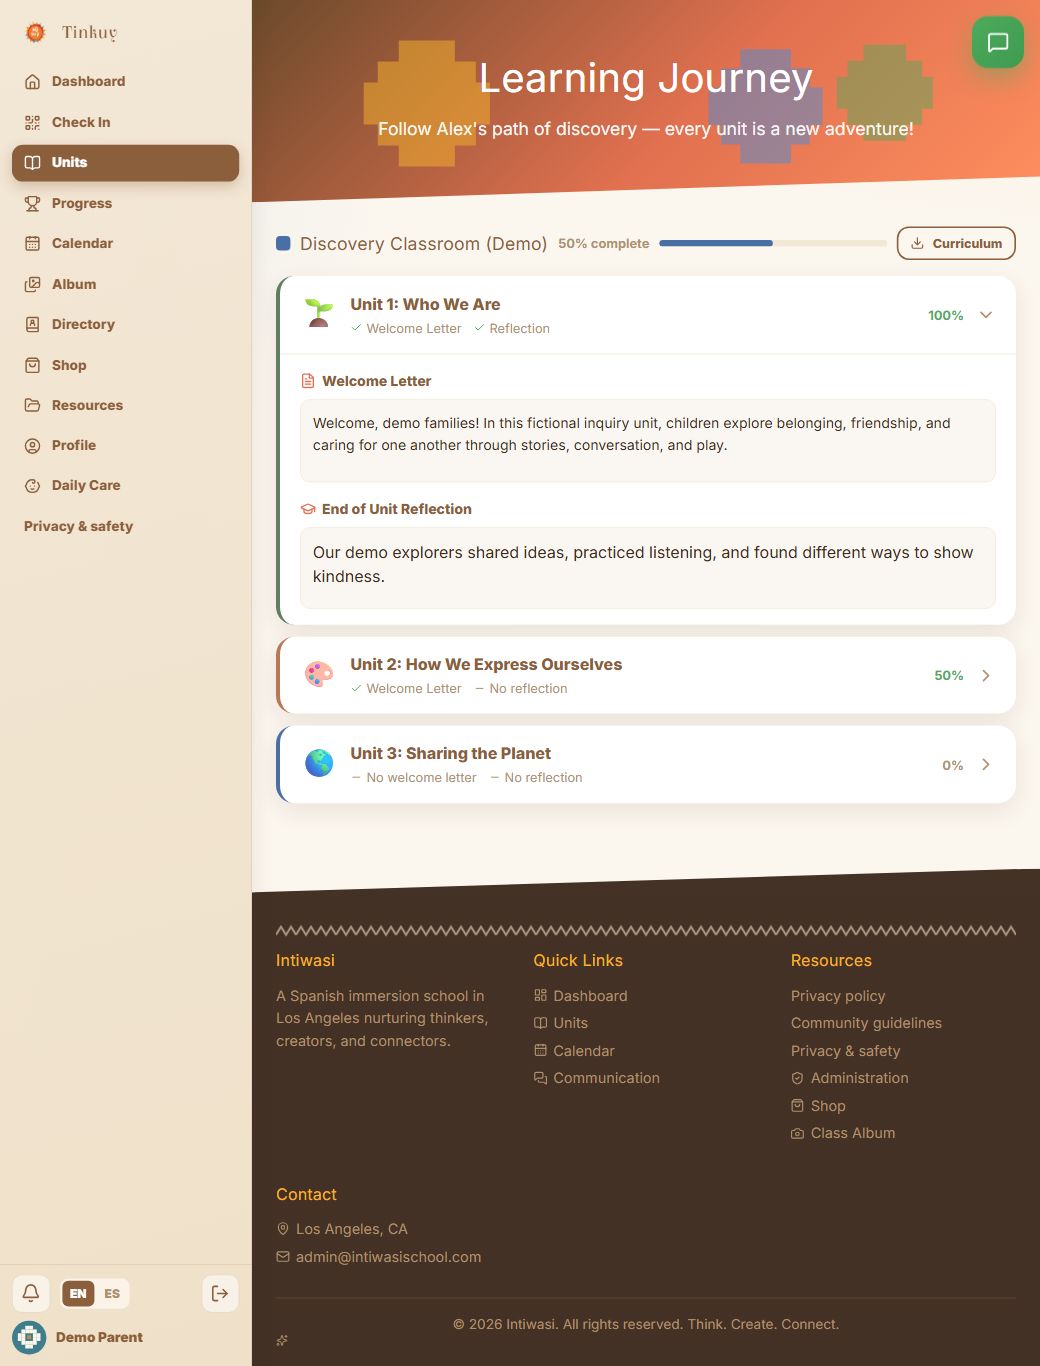 Tinkuy
Dashboard
Check In
Units
Progress
Calendar
Album
Directory
Shop
Resources
Profile
Daily Care
Privacy & safety
EN ES
Demo Parent
Learning Journey
Follow Alex's path of discovery — every unit is a new adventure!
Discovery Classroom (Demo) 50% complete Curriculum
Unit 1: Who We Are
Welcome Letter Reflection
100%
Welcome Letter
Welcome, demo families! In this fictional inquiry unit, children explore belonging, friendship, and
caring for one another through stories, conversation, and play.
End of Unit Reflection
Our demo explorers shared ideas, practiced listening, and found different ways to show
kindness.
Unit 2: How We Express Ourselves
Welcome Letter – No reflection
50%
Unit 3: Sharing the Planet
– No welcome letter – No reflection
0%
Intiwasi
A Spanish immersion school in
Los Angeles nurturing thinkers,
creators, and connectors.
Quick Links
Dashboard
Units
Calendar
Communication
Resources
Privacy policy
Community guidelines
Privacy & safety
Administration
Shop
Class Album
Contact
Los Angeles, CA
admin@intiwasischool.com
© 2026 Intiwasi. All rights reserved. Think. Create. Connect.